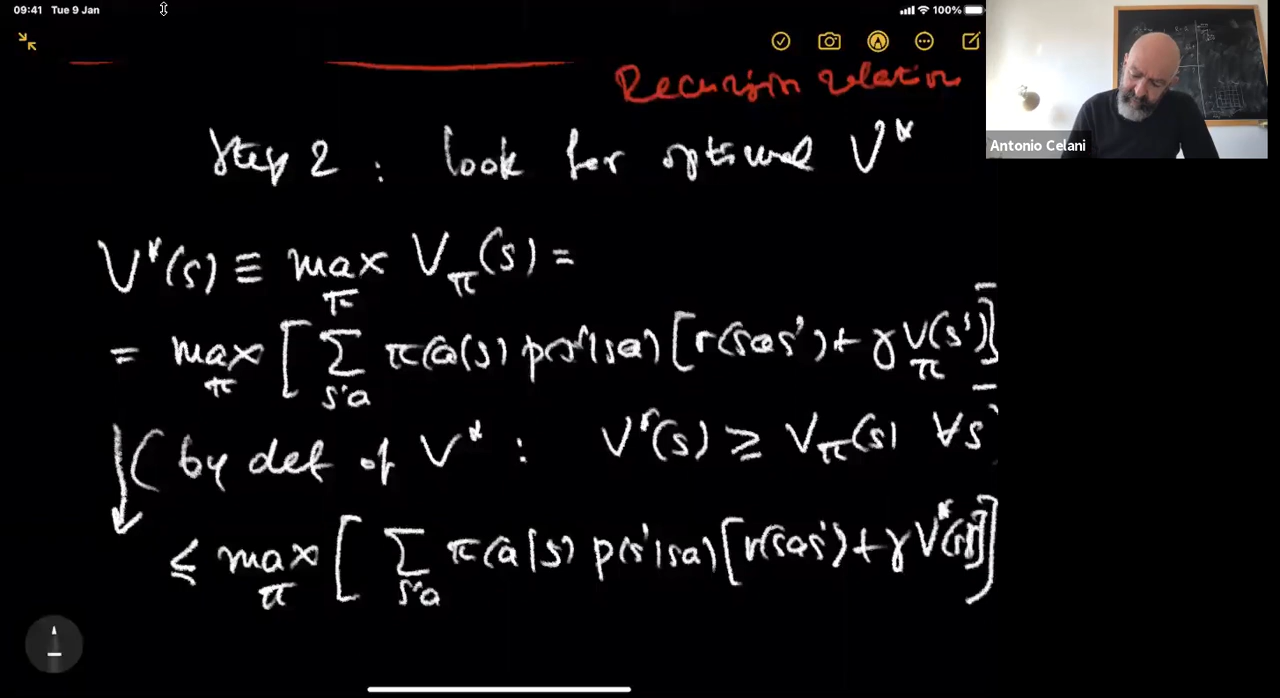 09:41 Tue 9 Jan
100%
Recursion relation
Antonio Celani
Step 2 : look for optimal V*
V*(s) ≡ max_π V_π(s) =
= max_π [ Σ_{s'a} π(a|s) p(s'|sa) [r(sas') + γ V_π(s')] ]
( by def of V* : V*(s) ≥ V_π(s) ∀s
≤ max_π [ Σ_{s'a} π(a|s) p(s'|sa) [r(sas') + γ V*(s')] ]